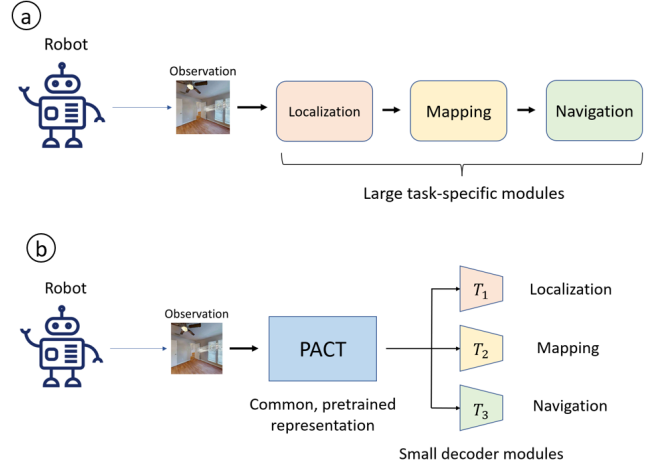 a
Robot
Observation
Localization
Mapping
Navigation
Large task-specific modules
b
Robot
Observation
PACT
Common, pretrained
representation
T₁
Localization
T₂
Mapping
T₃
Navigation
Small decoder modules